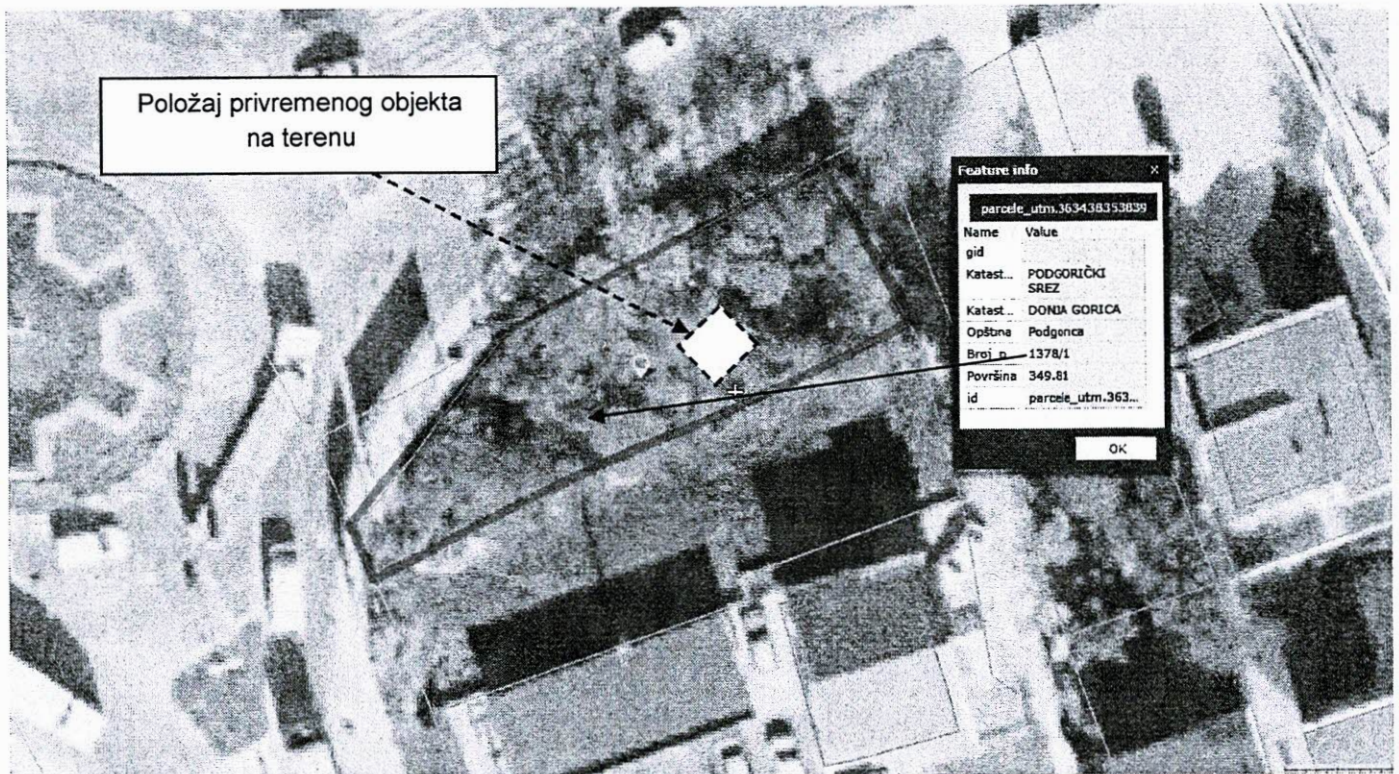 Položaj privremenog objekta
na terenu
Feature info ×
parcele_utm.363438353839
Name Value
gid
Katast... PODGORIČKI
SREZ
Katast... DONJA GORICA
Opština Podgorica
Broj_p 1378/1
Površina 349.81
id parcele_utm.363...
OK